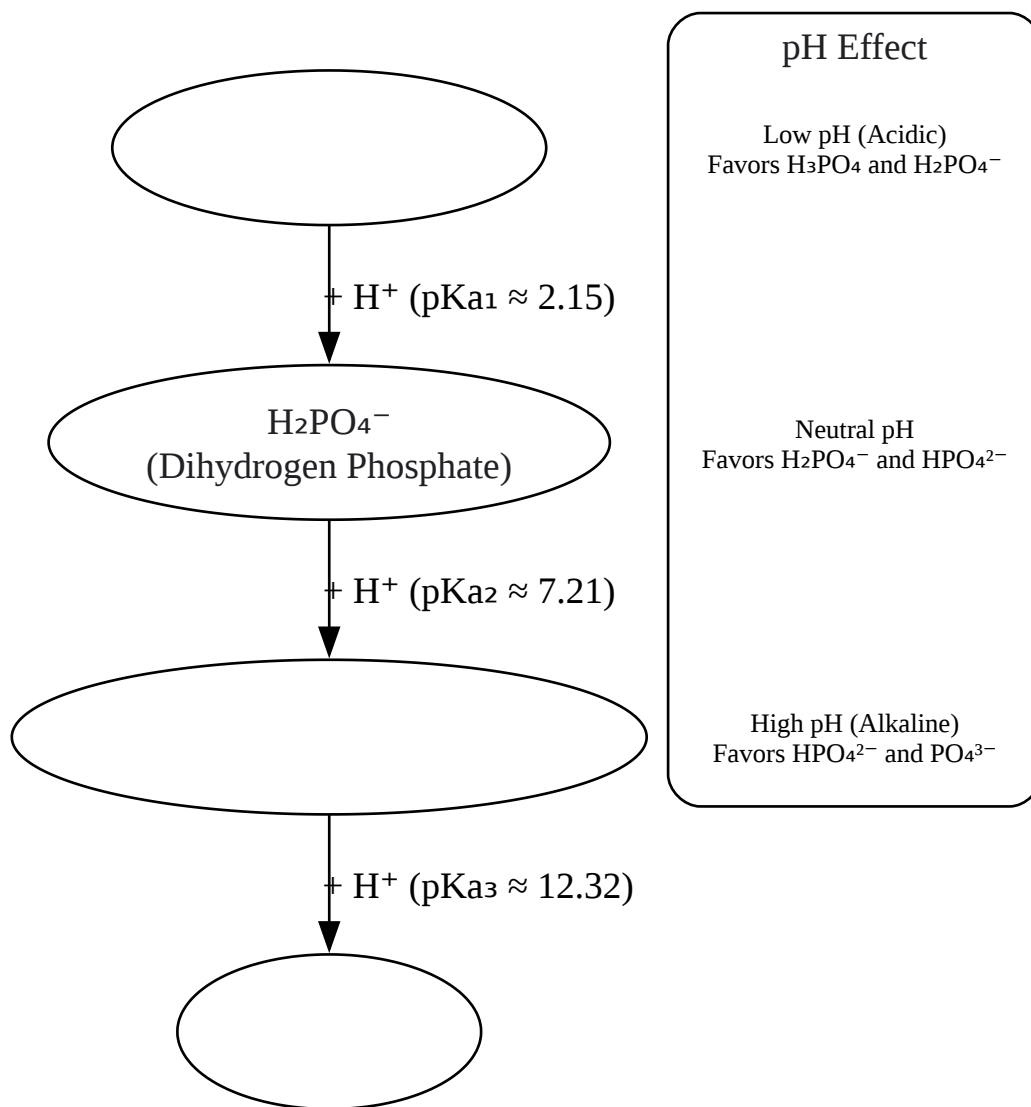 pH Effect
Low pH (Acidic)
Favors H₃PO₄ and H₂PO₄⁻
+ H⁺ (pKa₁ ≈ 2.15)
H₂PO₄⁻
(Dihydrogen Phosphate)
Neutral pH
Favors H₂PO₄⁻ and HPO₄²⁻
+ H⁺ (pKa₂ ≈ 7.21)
High pH (Alkaline)
Favors HPO₄²⁻ and PO₄³⁻
+ H⁺ (pKa₃ ≈ 12.32)